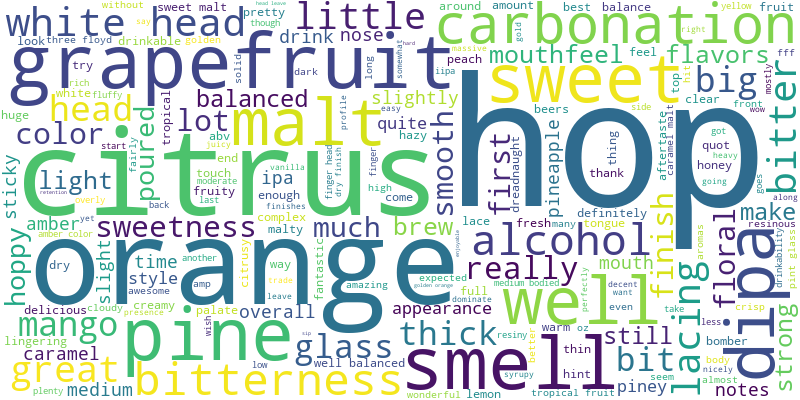 white head
grapefruit
little
carbonation
mouthfeel
flavors
sweet
big
bitter
head
malt
balanced
lot
color
poured
citrus
hop
orange
light
sweetness
much
ipa
brew
smooth
first
alcohol
really
well
finish
floral
make
dipa
lacing
strong
hoppy
sticky
amber
slight
time
style
mango
pine
great
bitterness
caramel
medium
glass
thick
overall
appearance
smell
mouth
still
bit
piney
notes
without
sweet malt
pretty
though
say
look
three floyd
drinkable
golden
drink
nose
around
amount
best
balance
yellow
fruit
head leave
try
rich
white
fluffy
massive
peach
feel
right
gold
fff
mostly
top
hit
clear
front
wow
huge
tropical
solid
dark
long
somewhat
hard
iipa
slightly
quite
easy
hazy
profile
juicy
beers
pineapple
dreadnaught
thing
thank
side
caramel malt
aftertaste
got
quot
honey
heavy
going
goes
along
start
fairly
abv
end
touch
moderate
fruity
last
vanilla
retention
overly
enough
finishes
complex
malty
finger head
dry finish
finger
high
come
lace
fresh
many
definitely
tongue
citrusy
back
yet
amber color
dry
another
way
fantastic
expected
amazing
full
golden orange
dominate
medium bodied
perfectly
decent
want
take
less
aromas
crisp
resinous
drinkability
pint glass
delicious
cloudy
creamy
awesome
amp
trade
leave
palate
presence
wish
lingering
plenty
low
well balanced
enjoyable
sip
resiny
syrupy
wonderful
lemon
better
warm
oz
thin
hint
tropical fruit
seem
bomber
body
nicely
almost